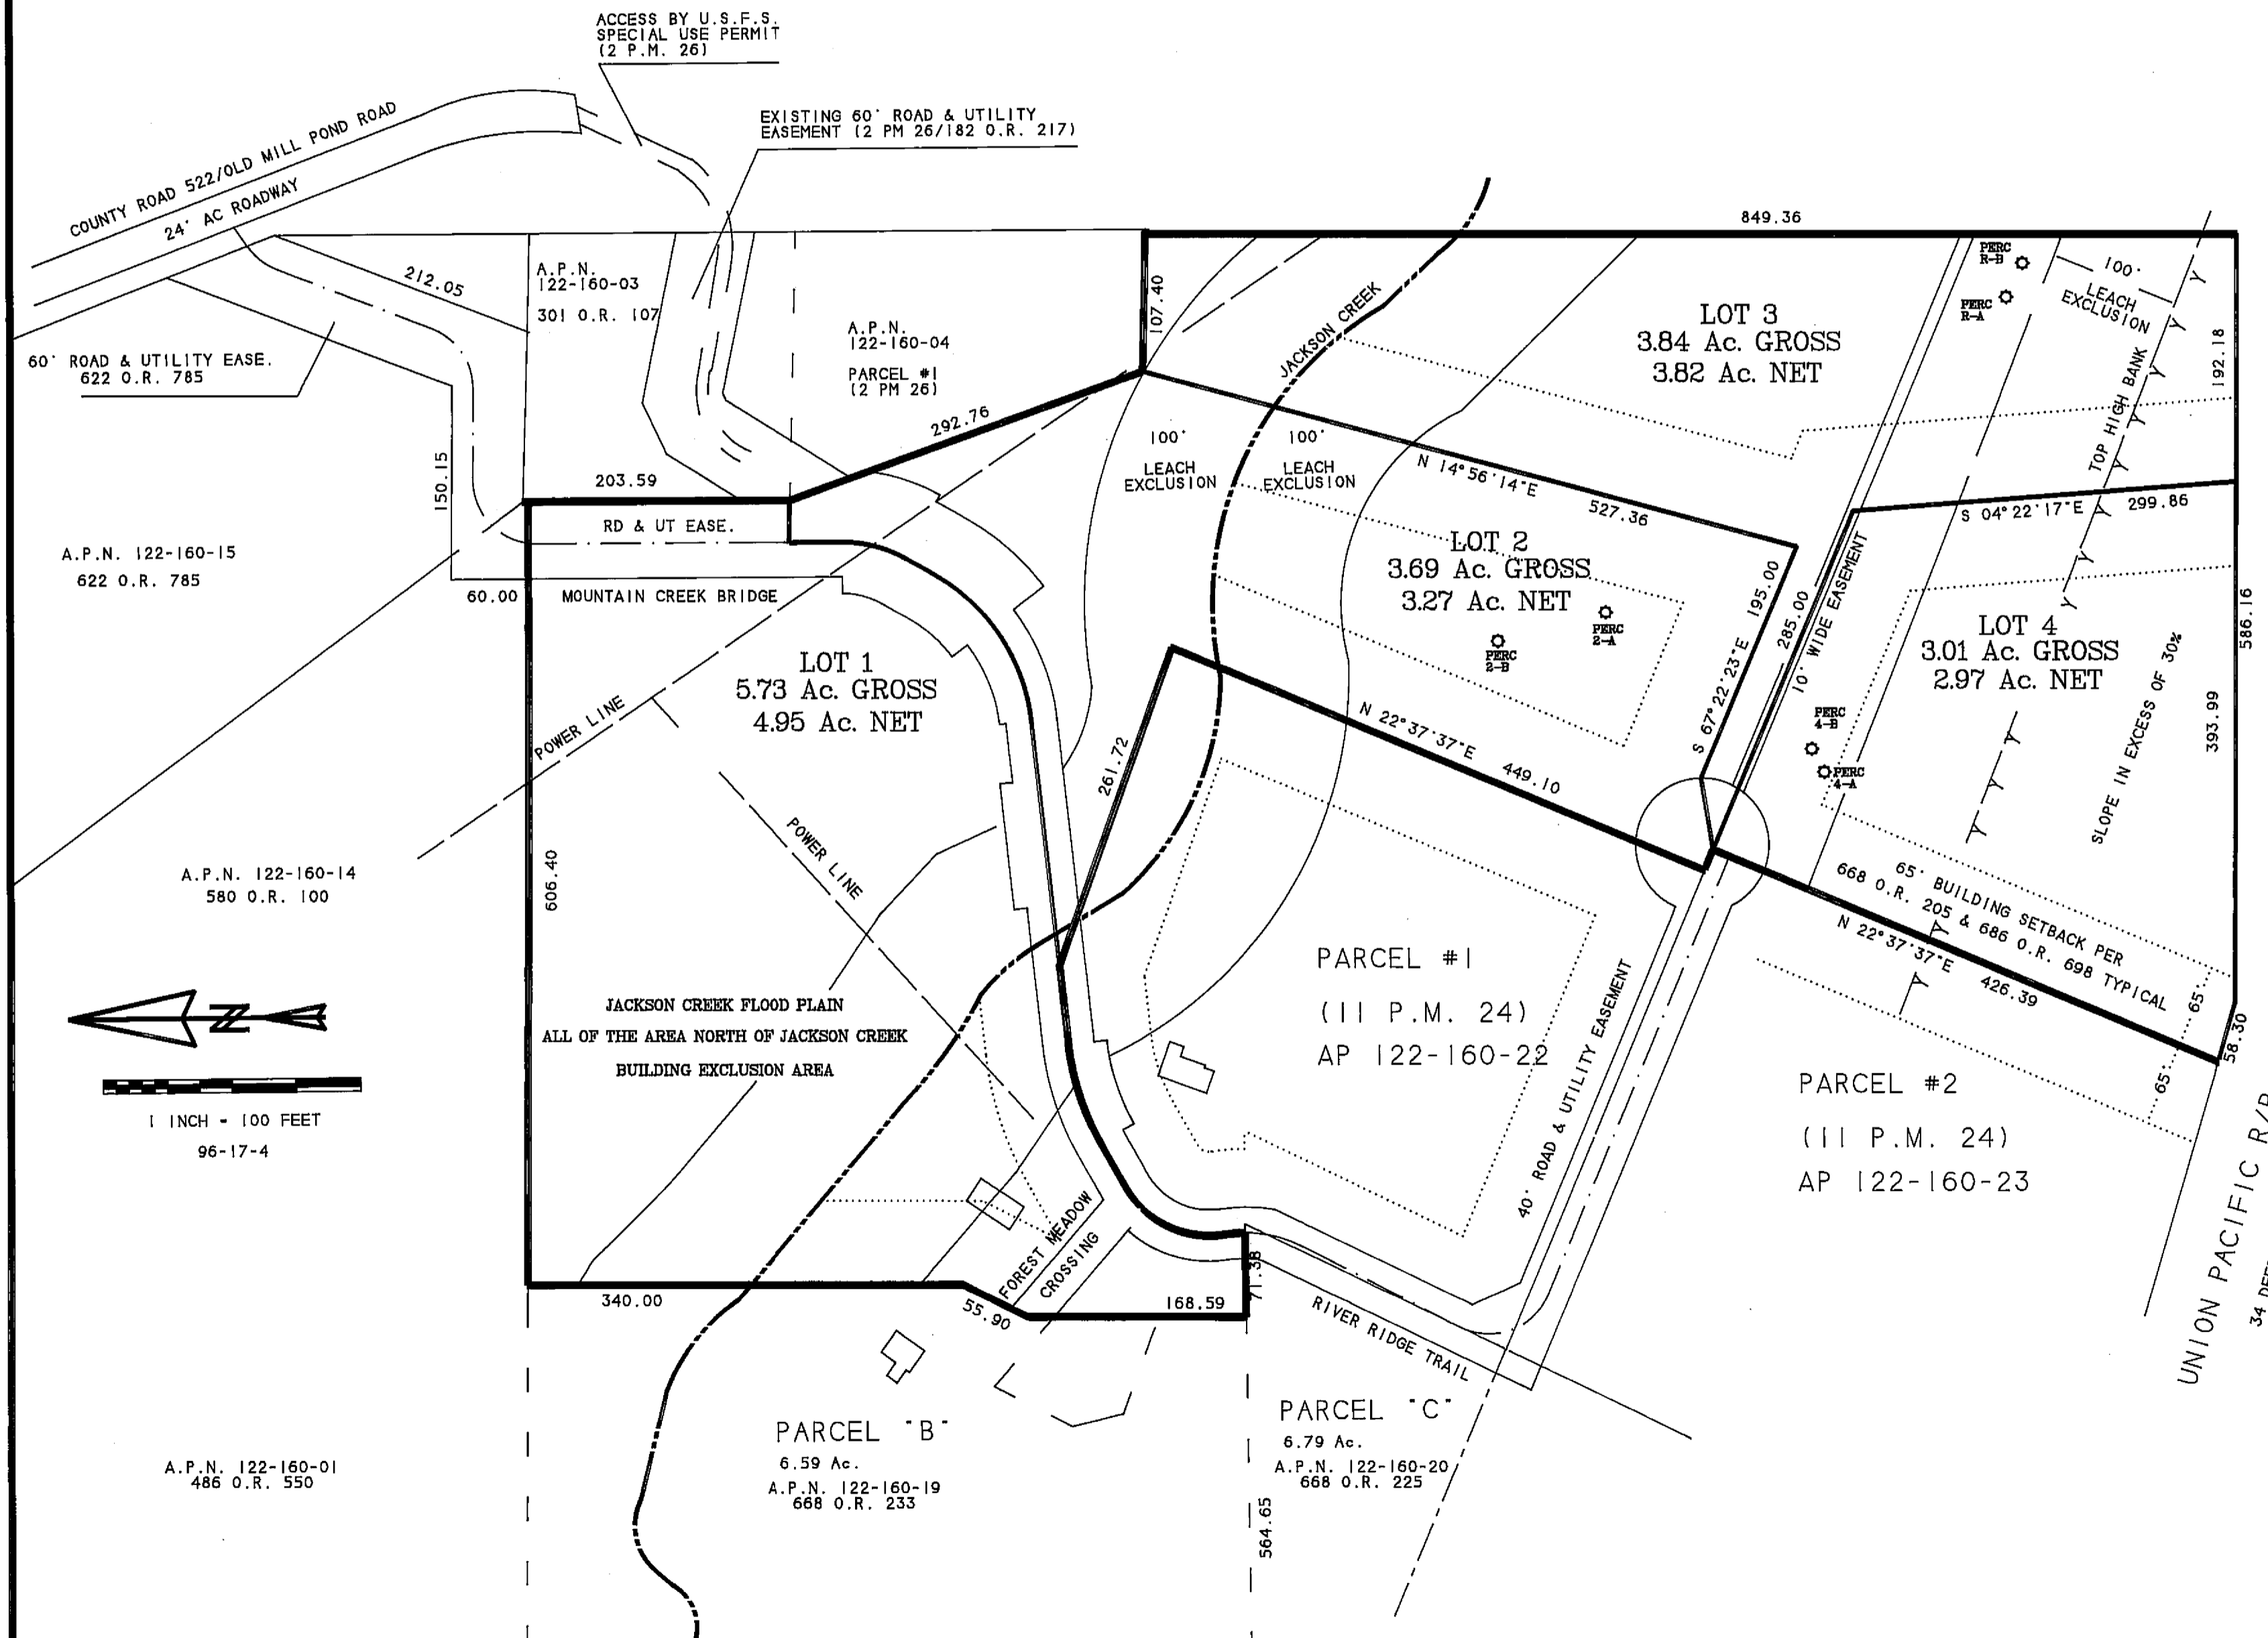 ACCESS BY U.S.F.S.
SPECIAL USE PERMIT
(2 P.M. 26)
EXISTING 60' ROAD & UTILITY
EASEMENT (2 PM 26/182 O.R. 217)
COUNTY ROAD 522/OLD MILL POND ROAD
24' AC ROADWAY
849.36
212.05
A.P.N.
122-160-03
301 O.R. 107
A.P.N.
122-160-04
PARCEL #1
(2 PM 26)
107.40
JACKSON CREEK
LOT 3
3.84 Ac. GROSS
3.82 Ac. NET
PERC
R-B
PERC
R-A
100'
LEACH
EXCLUSION
TOP HIGH BANK
192.18
60' ROAD & UTILITY EASE.
622 O.R. 785
292.76
100'
LEACH
EXCLUSION
100'
LEACH
EXCLUSION
N 14°56'14"E
527.36
S 04°22'17"E
299.86
150.15
203.59
RD & UT EASE.
A.P.N. 122-160-15
622 O.R. 785
60.00
MOUNTAIN CREEK BRIDGE
LOT 2
3.69 Ac. GROSS
3.27 Ac. NET
PERC
2-A
PERC
2-B
S 67°22'23"E
195.00
285.00
10' WIDE EASEMENT
LOT 4
3.01 Ac. GROSS
2.97 Ac. NET
586.16
LOT 1
5.73 Ac. GROSS
4.95 Ac. NET
POWER LINE
261.72
N 22°37'37"E
449.10
PERC
4-B
PERC
4-A
SLOPE IN EXCESS OF 30%
393.99
POWER LINE
A.P.N. 122-160-14
580 O.R. 100
606.40
65' BUILDING SETBACK PER
668 O.R. 205 & 686 O.R. 698 TYPICAL
N 22°37'37"E
426.39
65'
65'
58.30
JACKSON CREEK FLOOD PLAIN
ALL OF THE AREA NORTH OF JACKSON CREEK
BUILDING EXCLUSION AREA
PARCEL #1
(11 P.M. 24)
AP 122-160-22
40' ROAD & UTILITY EASEMENT
PARCEL #2
(11 P.M. 24)
AP 122-160-23
N
1 INCH = 100 FEET
96-17-4
FOREST MEADOW
CROSSING
340.00
55.90
168.59
71.38
RIVER RIDGE TRAIL
UNION PACIFIC R/R
PARCEL "B"
6.59 Ac.
A.P.N. 122-160-19
668 O.R. 233
PARCEL "C"
6.79 Ac.
A.P.N. 122-160-20
668 O.R. 225
564.65
A.P.N. 122-160-01
486 O.R. 550